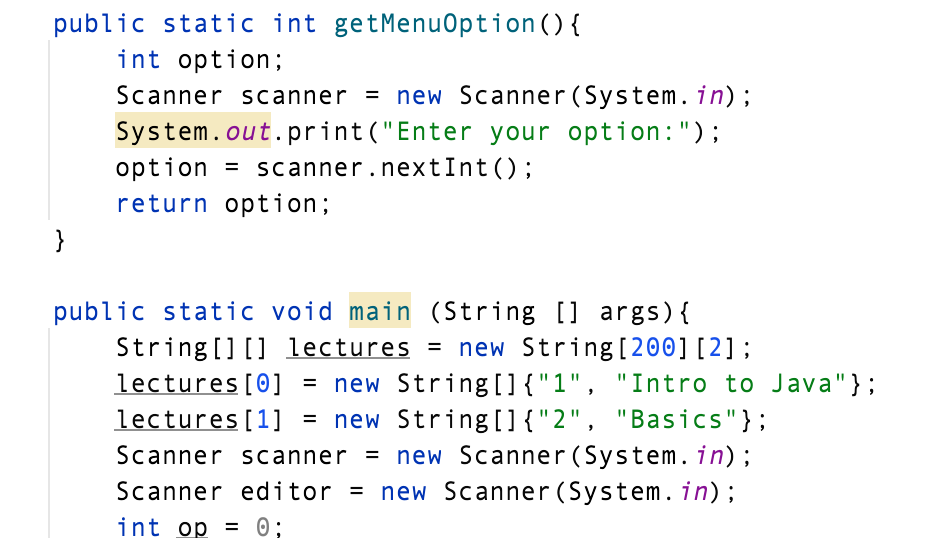 public static int getMenuOption(){
int option;
Scanner scanner = new Scanner(System.in);
System.out.print("Enter your option:");
option = scanner.nextInt();
return option;
}
public static void main (String [] args){
String[][] lectures = new String[200][2];
lectures[0] = new String[]{"1", "Intro to Java"};
lectures[1] = new String[]{"2", "Basics"};
Scanner scanner = new Scanner(System.in);
Scanner editor = new Scanner(System.in);
int op = 0;